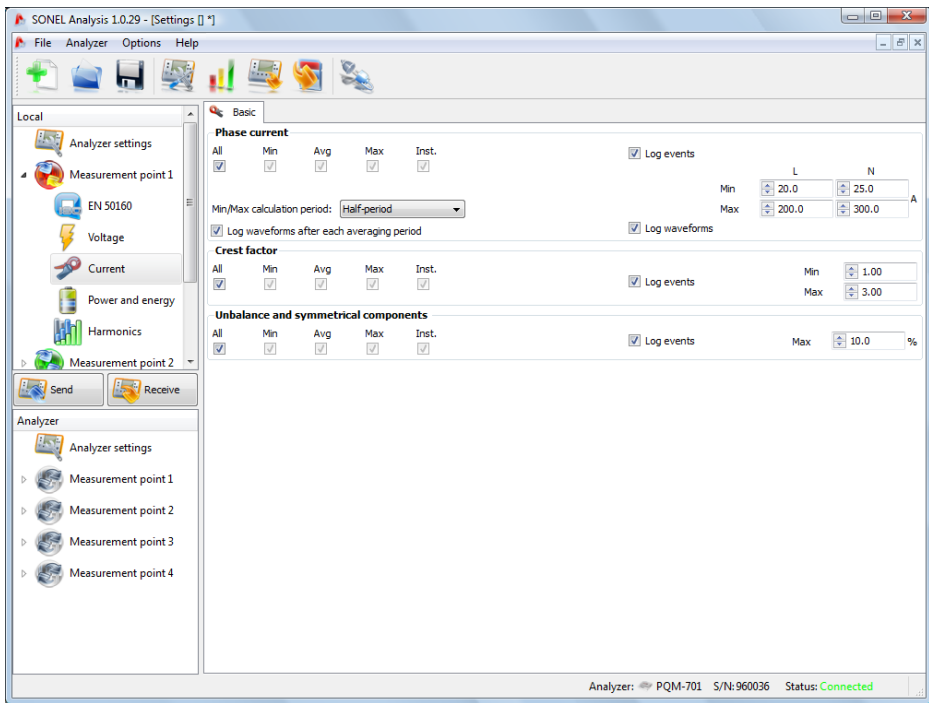 SONEL Analysis 1.0.29 - [Settings [] *]
File Analyzer Options Help
Local
Analyzer settings
Measurement point 1
EN 50160
Voltage
Current
Power and energy
Harmonics
Measurement point 2
Send Receive
Analyzer
Analyzer settings
Measurement point 1
Measurement point 2
Measurement point 3
Measurement point 4
Basic
Phase current
All Min Avg Max Inst.
Log events
L N
Min 20.0 25.0
A
Min/Max calculation period: Half-period
Max 200.0 300.0
Log waveforms after each averaging period
Log waveforms
Crest factor
All Min Avg Max Inst.
Log events
Min 1.00
Max 3.00
Unbalance and symmetrical components
All Min Avg Max Inst.
Log events
Max 10.0 %
Analyzer: PQM-701 S/N: 960036 Status: Connected